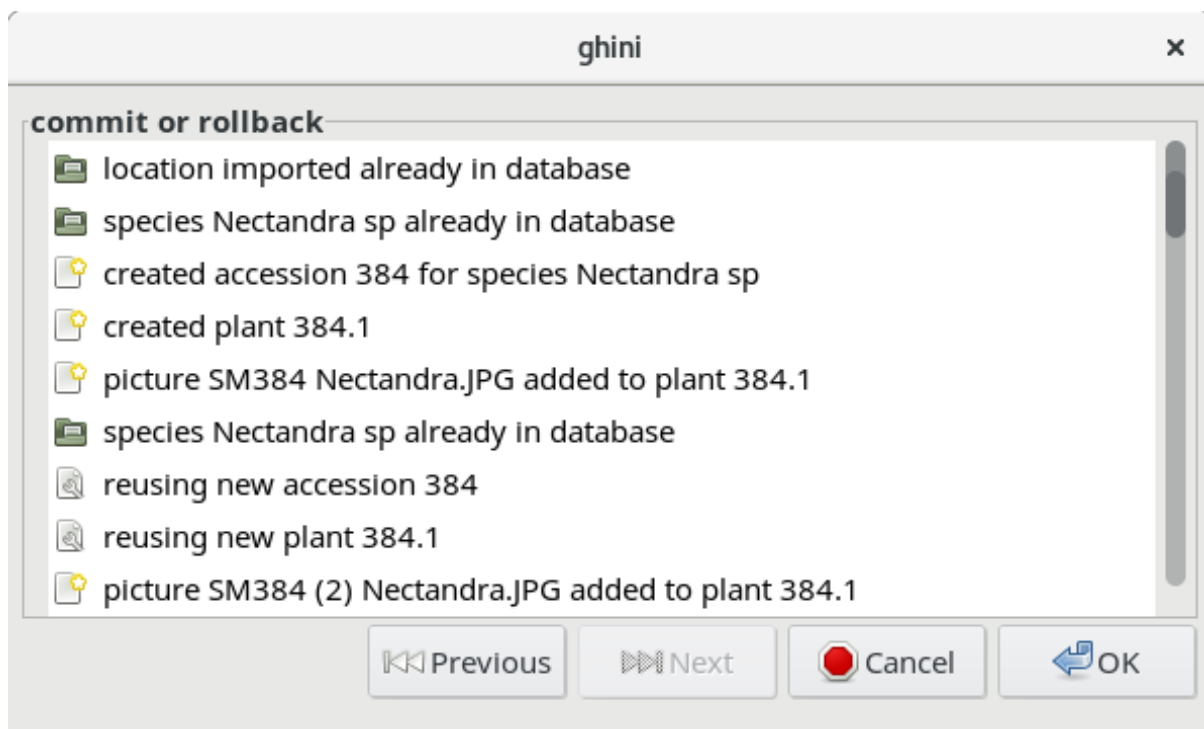 ghini
commit or rollback
location imported already in database
species Nectandra sp already in database
created accession 384 for species Nectandra sp
created plant 384.1
picture SM384 Nectandra.JPG added to plant 384.1
species Nectandra sp already in database
reusing new accession 384
reusing new plant 384.1
picture SM384 (2) Nectandra.JPG added to plant 384.1
Previous Next Cancel OK